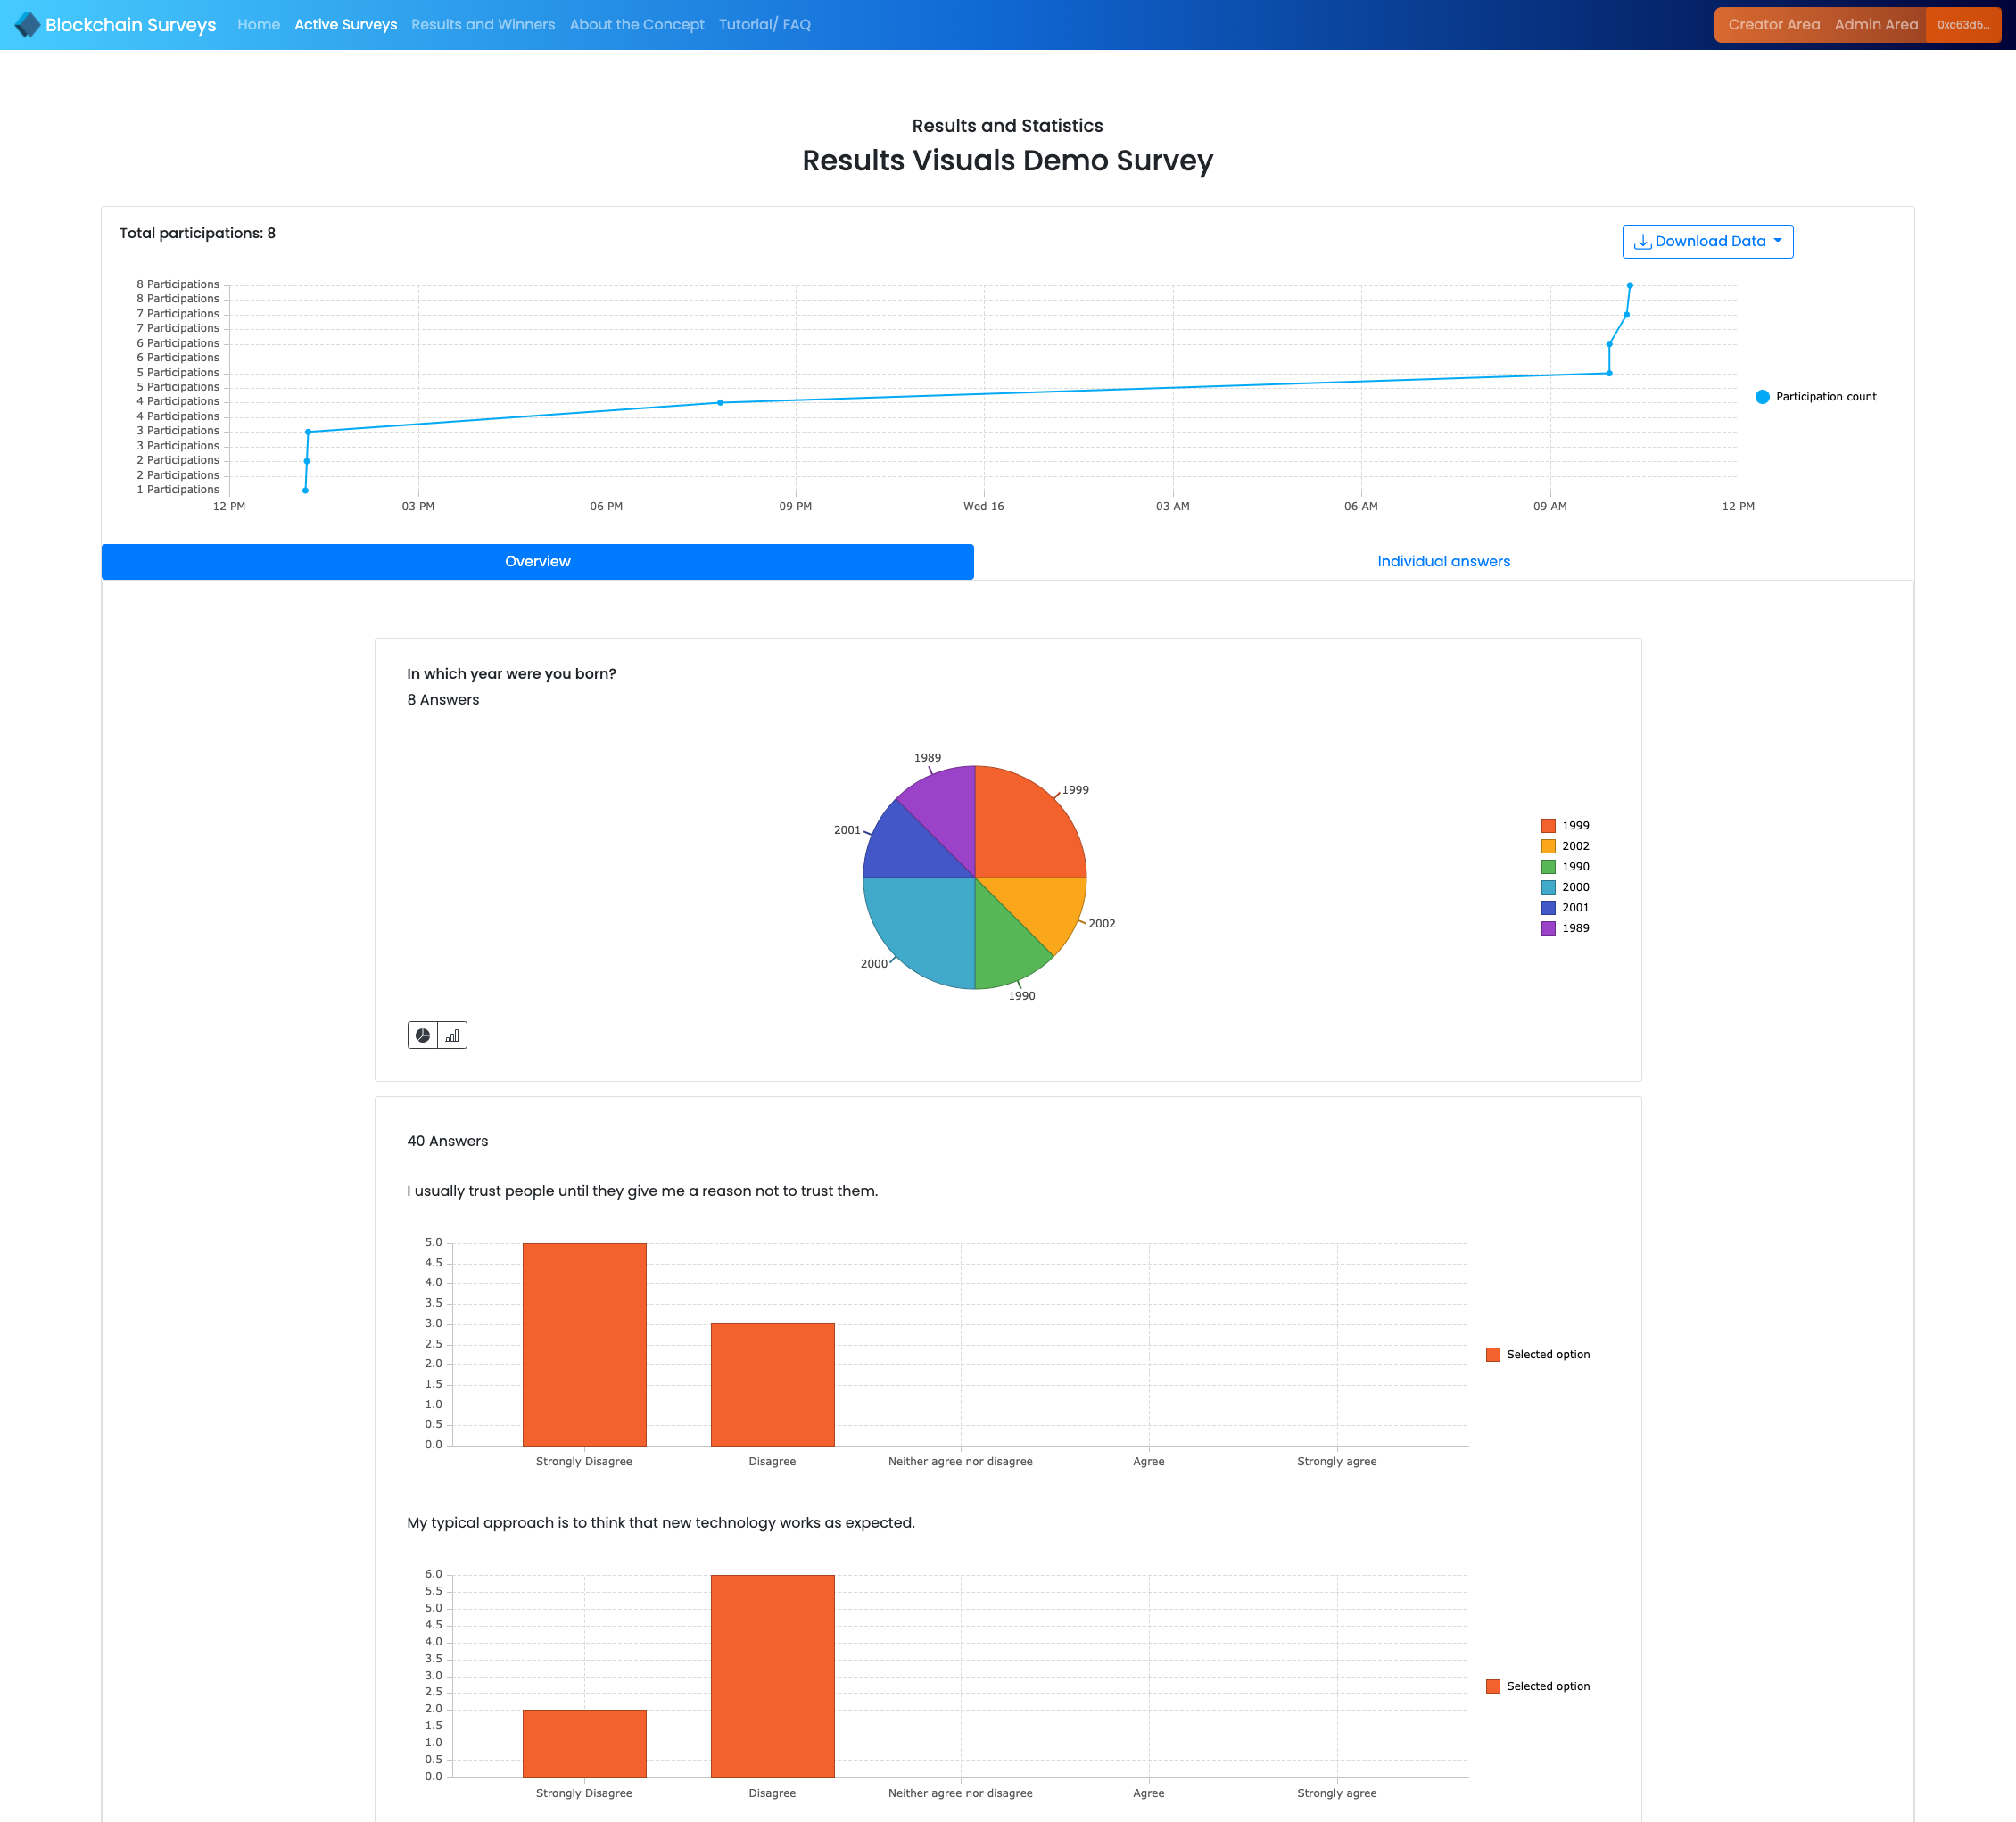 Blockchain Surveys Home Active Surveys Results and Winners About the Concept Tutorial/ FAQ Creator Area Admin Area 0xc63d5...
Results and Statistics
Results Visuals Demo Survey
Total participations: 8
Download Data
8 Participations
8 Participations
7 Participations
7 Participations
6 Participations
6 Participations
5 Participations
5 Participations
4 Participations
4 Participations
3 Participations
3 Participations
2 Participations
2 Participations
1 Participations
Participation count
12 PM 03 PM 06 PM 09 PM Wed 16 03 AM 06 AM 09 AM 12 PM
Overview Individual answers
In which year were you born?
8 Answers
1989
1999
2001
2002
2000
1990
1999
2002
1990
2000
2001
1989
40 Answers
I usually trust people until they give me a reason not to trust them.
5.0
4.5
4.0
3.5
3.0
2.5
2.0
1.5
1.0
0.5
0.0
Selected option
Strongly Disagree Disagree Neither agree nor disagree Agree Strongly agree
My typical approach is to think that new technology works as expected.
6.0
5.5
5.0
4.5
4.0
3.5
3.0
2.5
2.0
1.5
1.0
0.5
0.0
Selected option
Strongly Disagree Disagree Neither agree nor disagree Agree Strongly agree